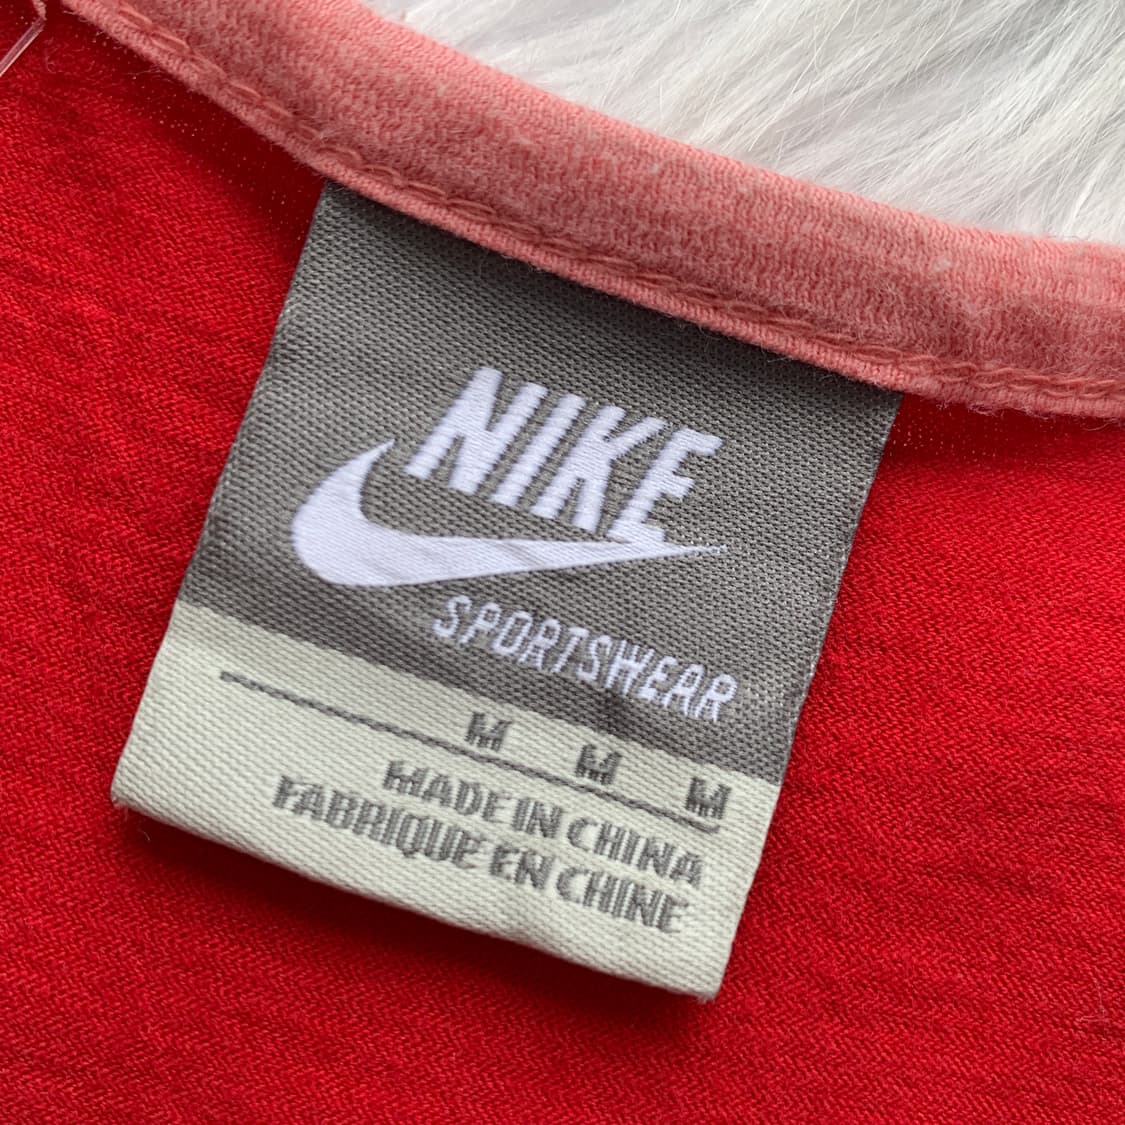 NIKE
SPORTSWEAR
M M M
MADE IN CHINA
FABRIQUE EN CHINE